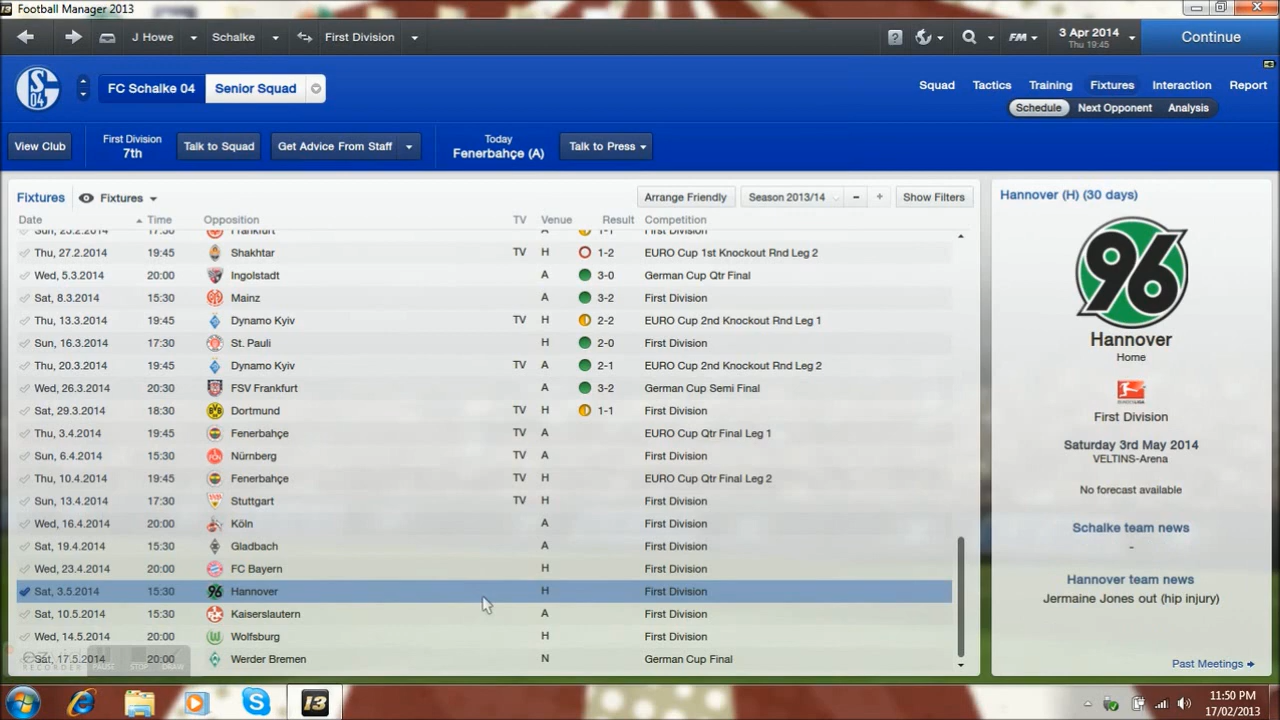 Football Manager 2013
J Howe Schalke First Division FM 3 Apr 2014 Thu 19:45 Continue
FC Schalke 04 Senior Squad
Squad Tactics Training Fixtures Interaction Report
Schedule Next Opponent Analysis
View Club First Division 7th Talk to Squad Get Advice From Staff Today Fenerbahçe (A) Talk to Press
Fixtures Fixtures Arrange Friendly Season 2013/14 - + Show Filters
Date Time Opposition TV Venue Result Competition
Sun, 23.2.2014 17:30 Frankfurt A 1-1 First Division
Thu, 27.2.2014 19:45 Shakhtar TV H 1-2 EURO Cup 1st Knockout Rnd Leg 2
Wed, 5.3.2014 20:00 Ingolstadt A 3-0 German Cup Qtr Final
Sat, 8.3.2014 15:30 Mainz A 3-2 First Division
Thu, 13.3.2014 19:45 Dynamo Kyiv TV H 2-2 EURO Cup 2nd Knockout Rnd Leg 1
Sun, 16.3.2014 17:30 St. Pauli H 2-0 First Division
Thu, 20.3.2014 19:45 Dynamo Kyiv TV A 2-1 EURO Cup 2nd Knockout Rnd Leg 2
Wed, 26.3.2014 20:30 FSV Frankfurt A 3-2 German Cup Semi Final
Sat, 29.3.2014 18:30 Dortmund TV H 1-1 First Division
Thu, 3.4.2014 19:45 Fenerbahçe TV A EURO Cup Qtr Final Leg 1
Sun, 6.4.2014 15:30 Nürnberg TV A First Division
Thu, 10.4.2014 19:45 Fenerbahçe TV H EURO Cup Qtr Final Leg 2
Sun, 13.4.2014 17:30 Stuttgart TV H First Division
Wed, 16.4.2014 20:00 Köln A First Division
Sat, 19.4.2014 15:30 Gladbach A First Division
Wed, 23.4.2014 20:00 FC Bayern H First Division
Sat, 3.5.2014 15:30 Hannover H First Division
Sat, 10.5.2014 15:30 Kaiserslautern A First Division
Wed, 14.5.2014 20:00 Wolfsburg H First Division
Sat, 17.5.2014 20:00 Werder Bremen N German Cup Final
RECORDER PAUSE STOP DRAW
Hannover (H) (30 days)
96
Hannover
Home
First Division
Saturday 3rd May 2014
VELTINS-Arena
No forecast available
Schalke team news
-
Hannover team news
Jermaine Jones out (hip injury)
Past Meetings
11:50 PM
17/02/2013